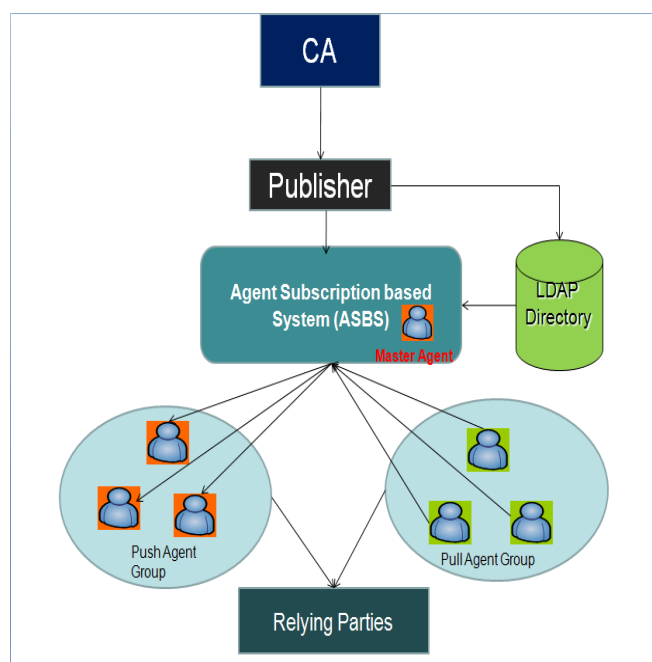 CA
Publisher
Agent Subscription based
System (ASBS)
Master Agent
LDAP
Directory
Push Agent
Group
Pull Agent Group
Relying Parties